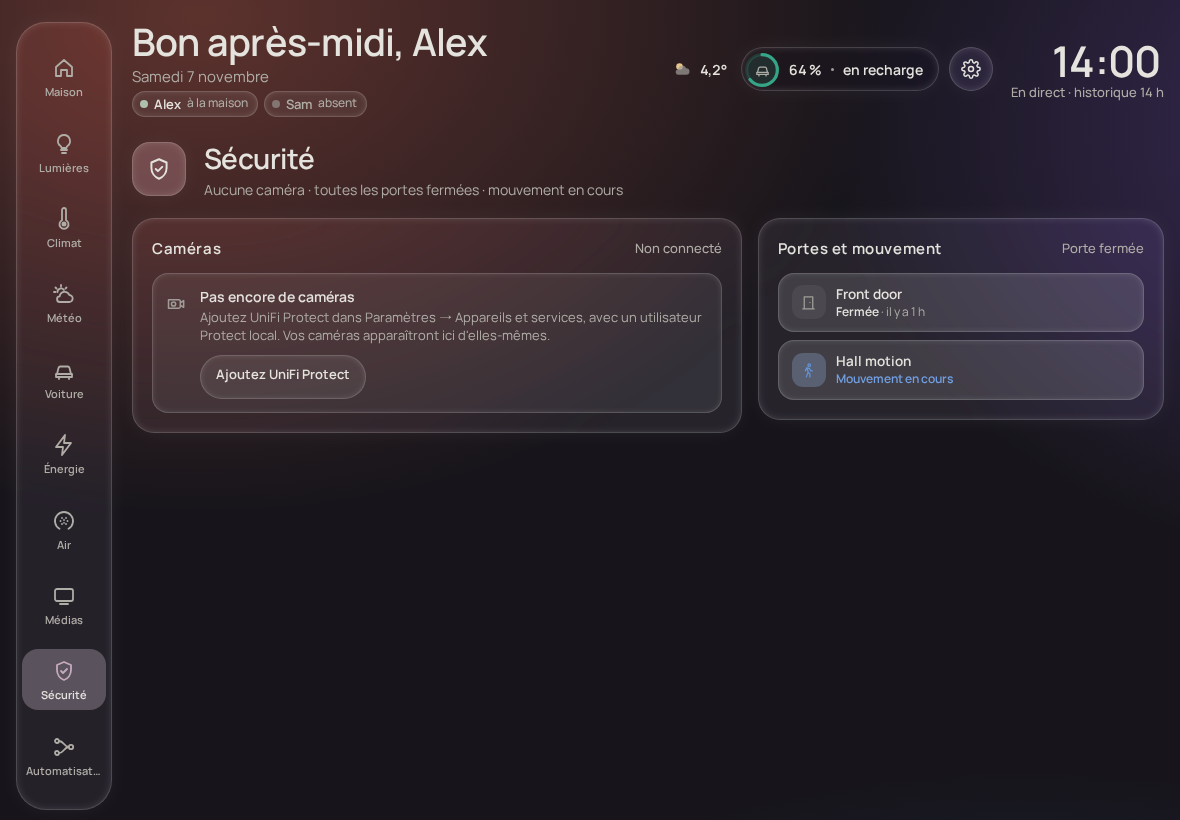 Bon après-midi, Alex
Samedi 7 novembre
Alex à la maison
Sam absent
4,2°
64 % · en recharge
14:00
En direct · historique 14 h
Maison
Lumières
Climat
Météo
Voiture
Énergie
Air
Médias
Sécurité
Automatisat...
Sécurité
Aucune caméra · toutes les portes fermées · mouvement en cours
Caméras
Non connecté
Pas encore de caméras
Ajoutez UniFi Protect dans Paramètres → Appareils et services, avec un utilisateur
Protect local. Vos caméras apparaîtront ici d'elles-mêmes.
Ajoutez UniFi Protect
Portes et mouvement
Porte fermée
Front door
Fermée · il y a 1 h
Hall motion
Mouvement en cours